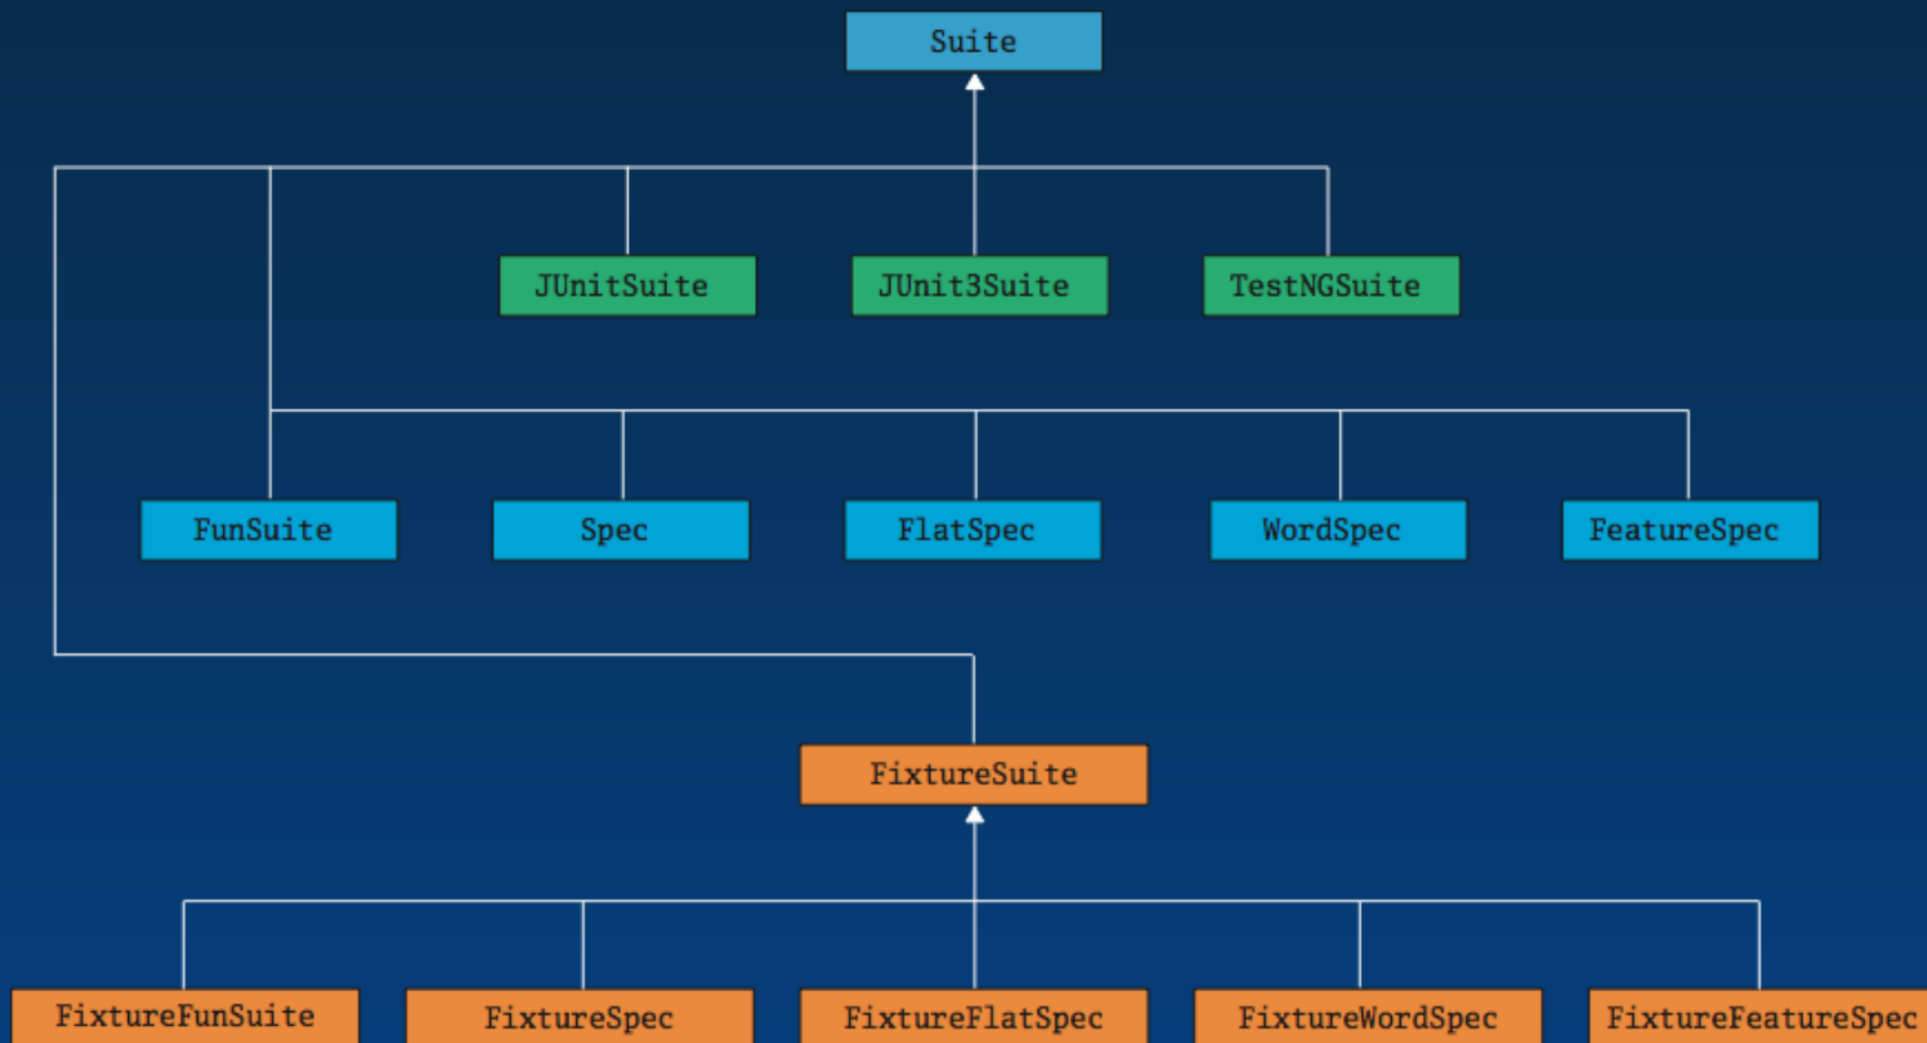 Suite
JUnitSuite
JUnit3Suite
TestNGSuite
FunSuite
Spec
FlatSpec
WordSpec
FeatureSpec
FixtureSuite
FixtureFunSuite
FixtureSpec
FixtureFlatSpec
FixtureWordSpec
FixtureFeatureSpec